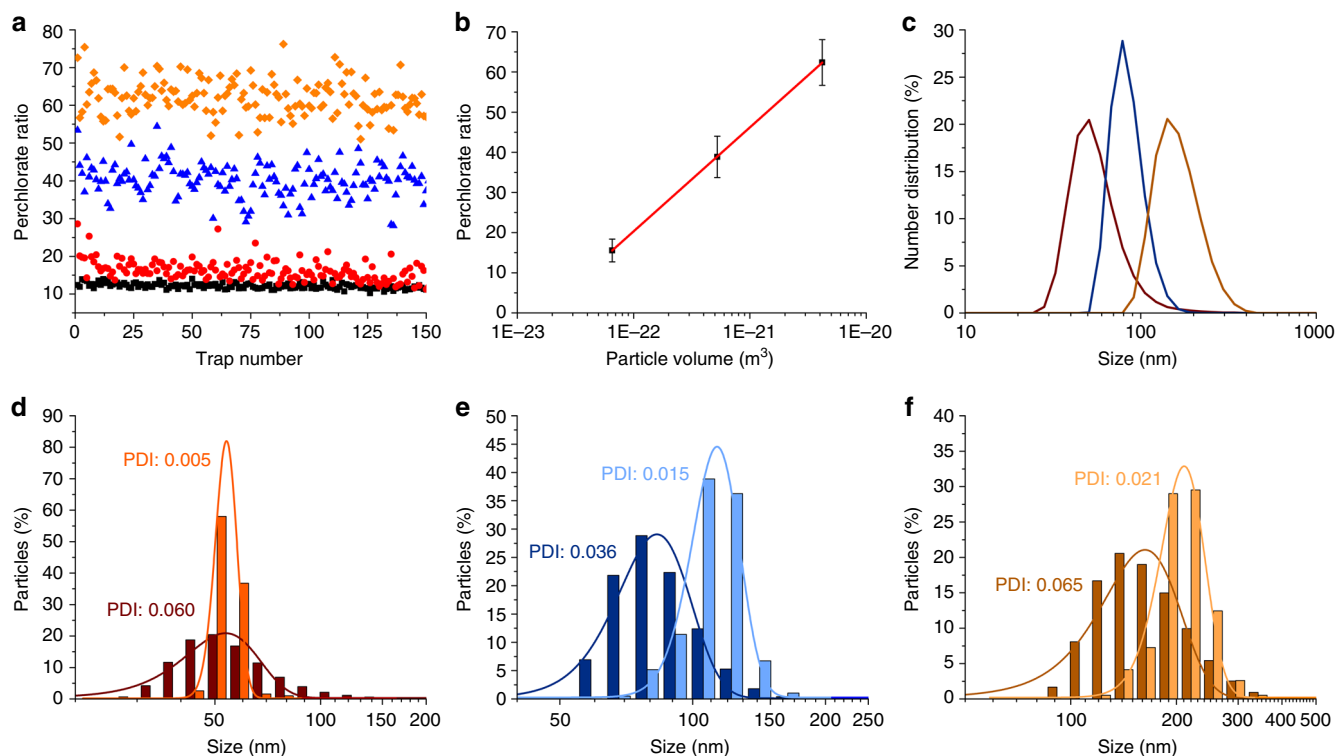 a
Perchlorate ratio
80
70
60
50
40
30
20
10
0
0 25 50 75 100 125 150
Trap number
b
Perchlorate ratio
70
60
50
40
30
20
10
0
1E–23 1E–22 1E–21 1E–20
Particle volume (m³)
c
Number distribution (%)
30
25
20
15
10
5
0
10 100 1000
Size (nm)
d
Particles (%)
90
80
70
60
50
40
30
20
10
0
PDI: 0.005
PDI: 0.060
50 100 150 200
Size (nm)
e
Particles (%)
50
45
40
35
30
25
20
15
10
5
0
PDI: 0.015
PDI: 0.036
50 100 150 200 250
Size (nm)
f
Particles (%)
40
35
30
25
20
15
10
5
0
PDI: 0.021
PDI: 0.065
100 200 300 400 500
Size (nm)